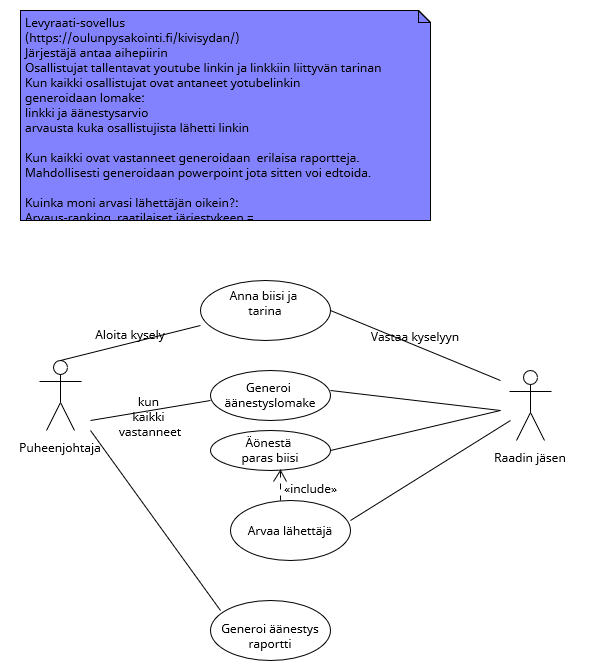 Levyraati-sovellus
(https://oulunpysakointi.fi/kivisydan/)
Järjestäjä antaa aihepiirin
Osallistujat tallentavat youtube linkin ja linkkiin liittyvän tarinan
Kun kaikki osallistujat ovat antaneet yotubelinkin
generoidaan lomake:
linkki ja äänestysarvio
arvausta kuka osallistujista lähetti linkin
Kun kaikki ovat vastanneet generoidaan  erilaisa raportteja.
Mahdollisesti generoidaan powerpoint jota sitten voi edtoida.
Kuinka moni arvasi lähettäjän oikein?:
Arvaus-ranking, raatilaiset järjestykeen =
Anna biisi ja
tarina
Aloita kysely
Vastaa kyselyyn
Generoi
äänestyslomake
kun
kaikki
vastanneet
Puheenjohtaja
Äönestä
paras biisi
Raadin jäsen
«include»
Arvaa lähettäjä
Generoi äänestys
raportti